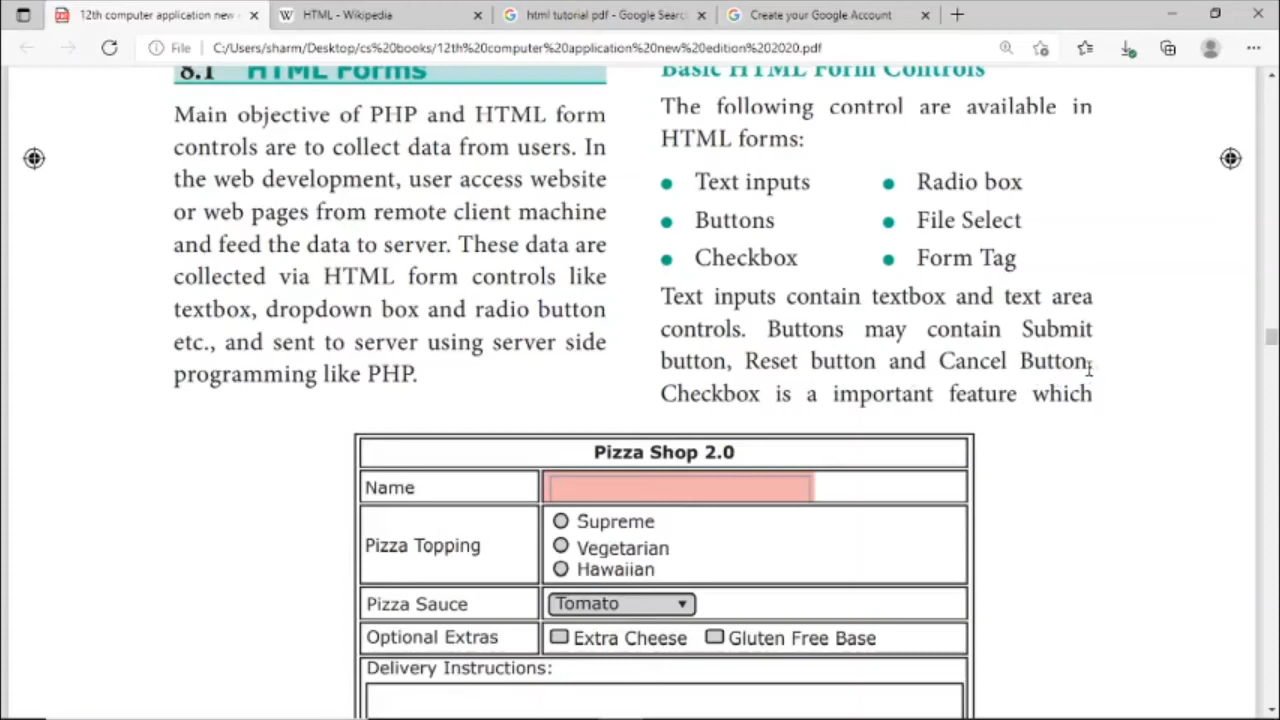 12th computer application new
HTML - Wikipedia
html tutorial pdf - Google Searc
Create your Google Account
File
C:/Users/sharm/Desktop/cs%20books/12th%20computer%20application%20new%20edition%202020.pdf
8.1 HTML Forms
Main objective of PHP and HTML form
controls are to collect data from users. In
the web development, user access website
or web pages from remote client machine
and feed the data to server. These data are
collected via HTML form controls like
textbox, dropdown box and radio button
etc., and sent to server using server side
programming like PHP.
Basic HTML Form Controls
The following control are available in
HTML forms:
Text inputs
Buttons
Checkbox
Radio box
File Select
Form Tag
Text inputs contain textbox and text area
controls. Buttons may contain Submit
button, Reset button and Cancel Button.
Checkbox is a important feature which
Pizza Shop 2.0
Name
Pizza Topping
Supreme
Vegetarian
Hawaiian
Pizza Sauce
Tomato
Optional Extras
Extra Cheese
Gluten Free Base
Delivery Instructions: